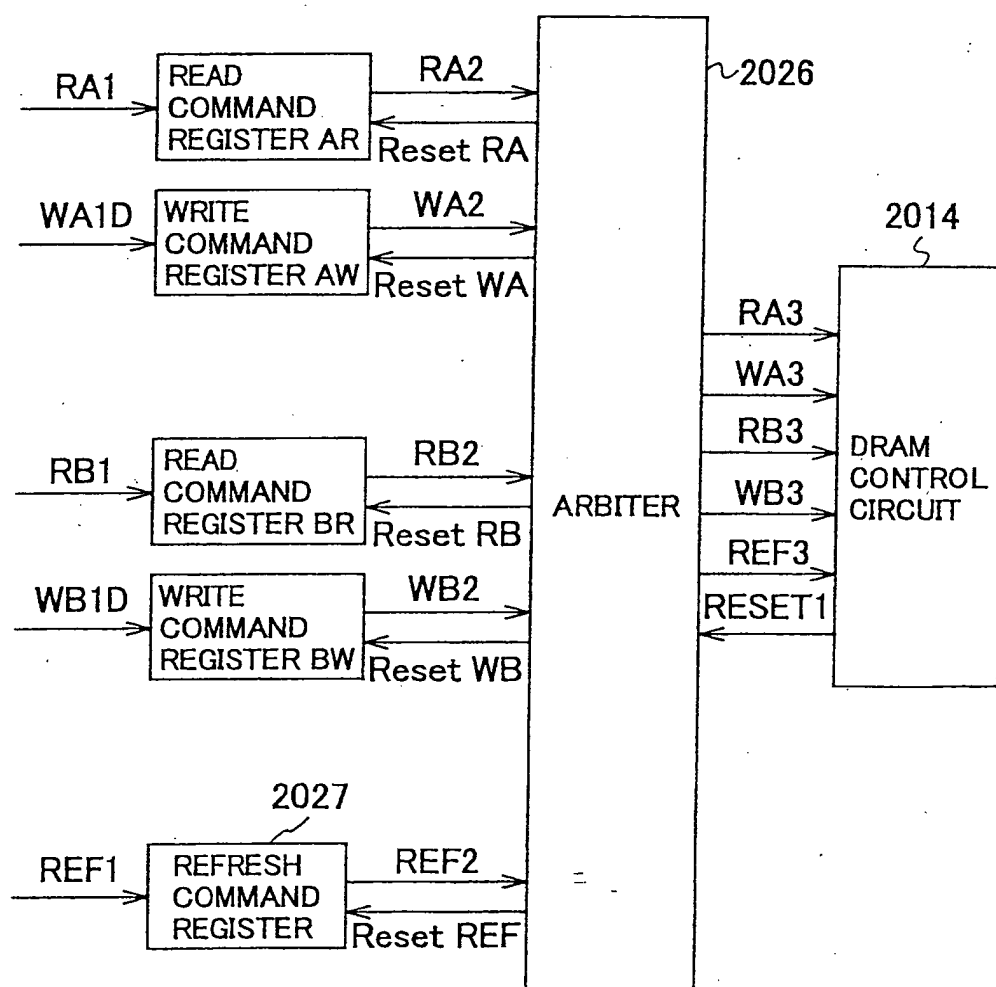 2026
RA1
READ
COMMAND
REGISTER AR
RA2
Reset RA
WA1D
WRITE
COMMAND
REGISTER AW
WA2
Reset WA
2014
RA3
WA3
RB3
WB3
REF3
RESET1
DRAM
CONTROL
CIRCUIT
ARBITER
RB1
READ
COMMAND
REGISTER BR
RB2
Reset RB
WB1D
WRITE
COMMAND
REGISTER BW
WB2
Reset WB
2027
REF1
REFRESH
COMMAND
REGISTER
REF2
Reset REF